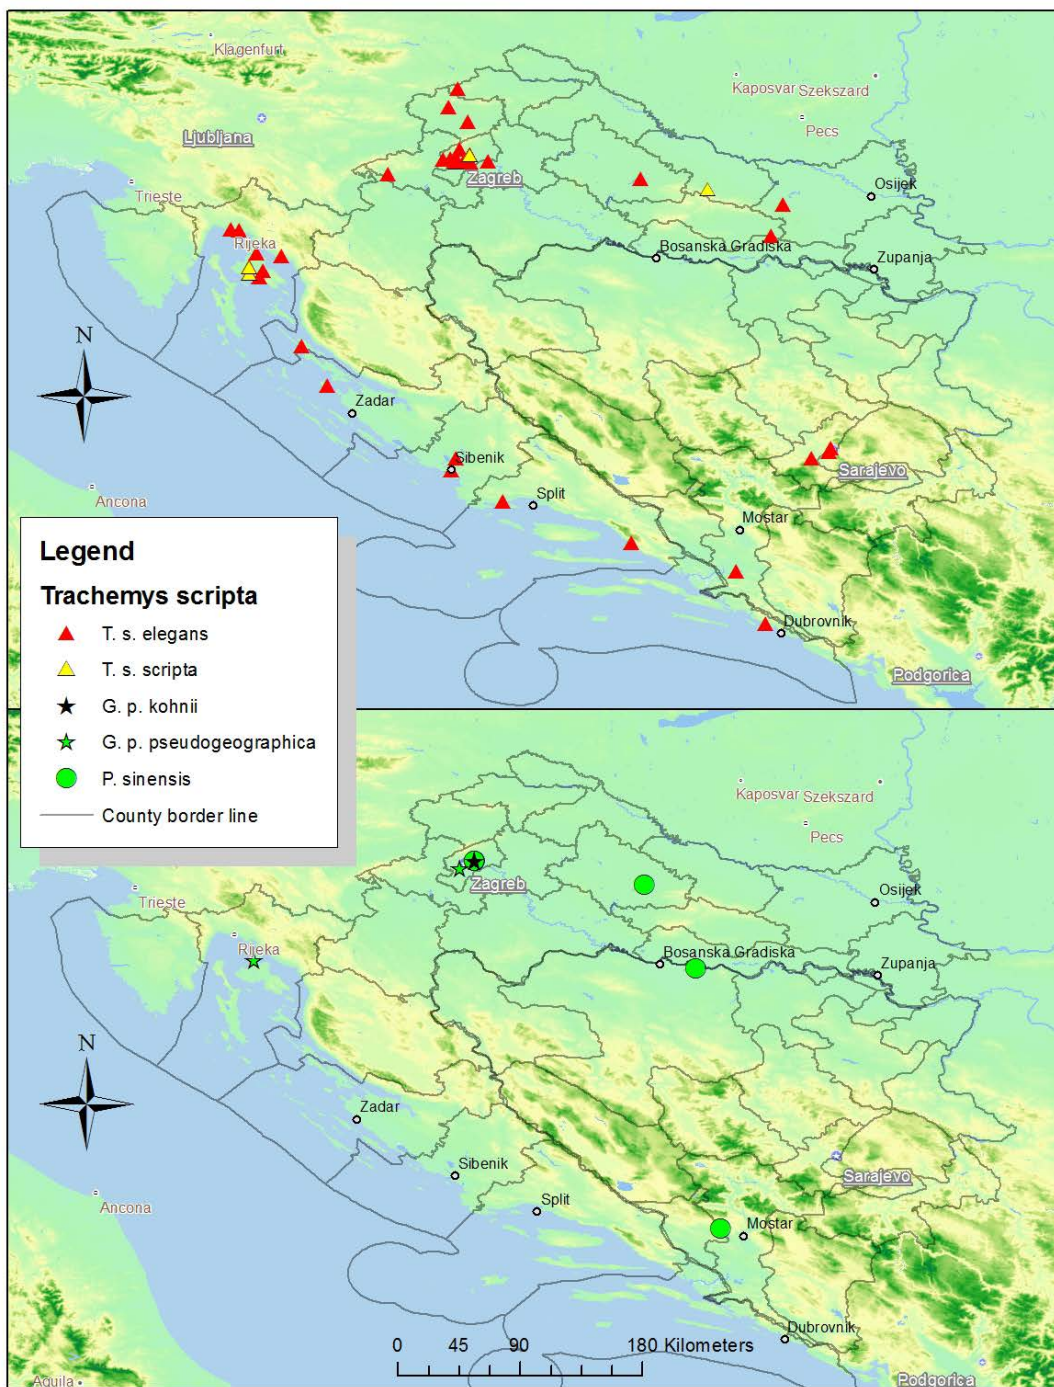 Klagenfurt
Ljubljana
Kaposvar
Szekszard
Pecs
Trieste
Zagreb
Osijek
Rijeka
Bosanska Gradiska
Zupanja
N
Zadar
Sibenik
Sarajevo
Ancona
Split
Mostar
Dubrovnik
Podgorica
Legend
Trachemys scripta
T. s. elegans
T. s. scripta
G. p. kohnii
G. p. pseudogeographica
P. sinensis
County border line
Kaposvar
Szekszard
Pecs
Zagreb
Trieste
Osijek
Rijeka
Bosanska Gradiska
Zupanja
N
Zadar
Sibenik
Sarajevo
Ancona
Split
Mostar
Dubrovnik
0 45 90 180 Kilometers
Podgorica
Aquila